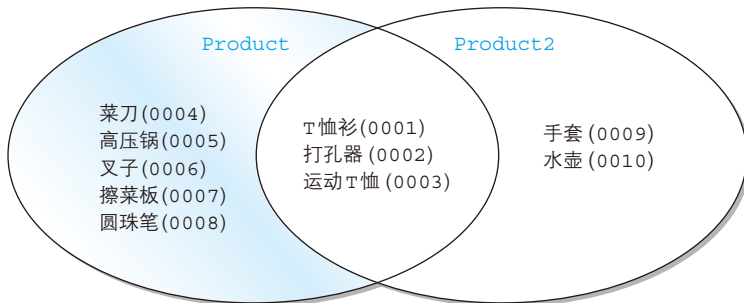 Product
Product2
菜刀(0004)
高压锅(0005)
叉子(0006)
擦菜板(0007)
圆珠笔(0008)
T恤衫(0001)
打孔器(0002)
运动T恤(0003)
手套(0009)
水壶(0010)